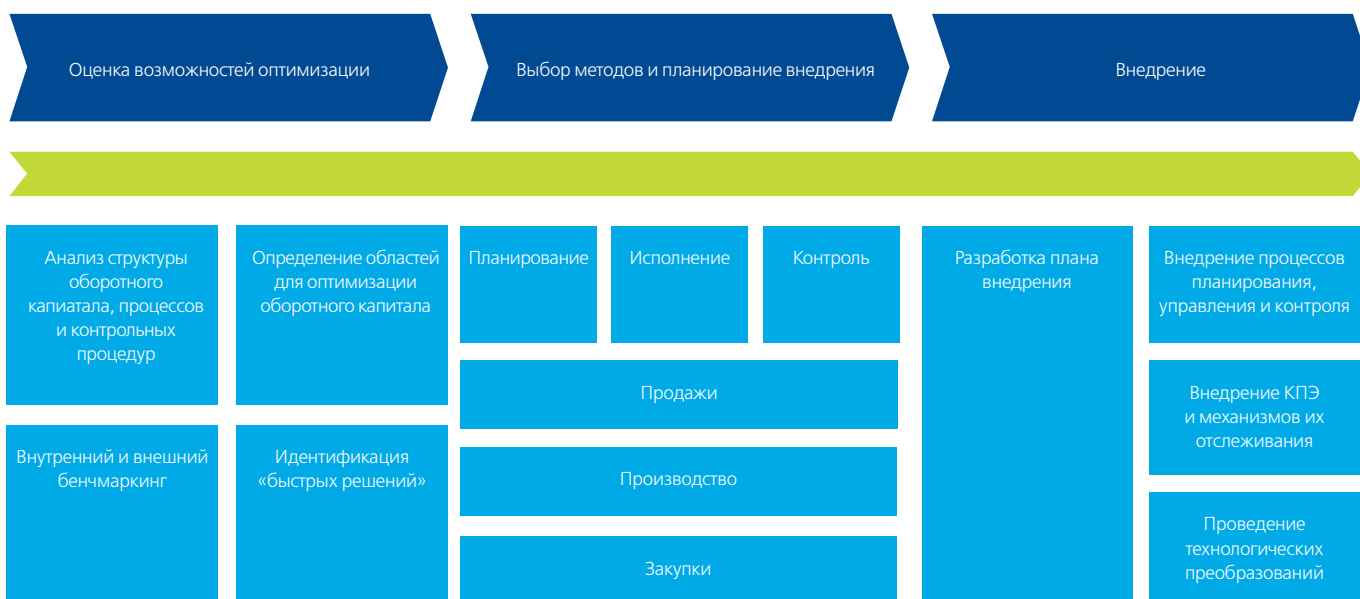 Оценка возможностей оптимизации
Выбор методов и планирование внедрения
Внедрение
Анализ структуры
оборотного
капиатала, процессов
и контрольных
процедур
Определение областей
для оптимизации
оборотного капитала
Внутренний и внешний
бенчмаркинг
Идентификация
«быстрых решений»
Планирование
Исполнение
Контроль
Продажи
Производство
Закупки
Разработка плана
внедрения
Внедрение процессов
планирования,
управления и контроля
Внедрение КПЭ
и механизмов их
отслеживания
Проведение
технологических
преобразований